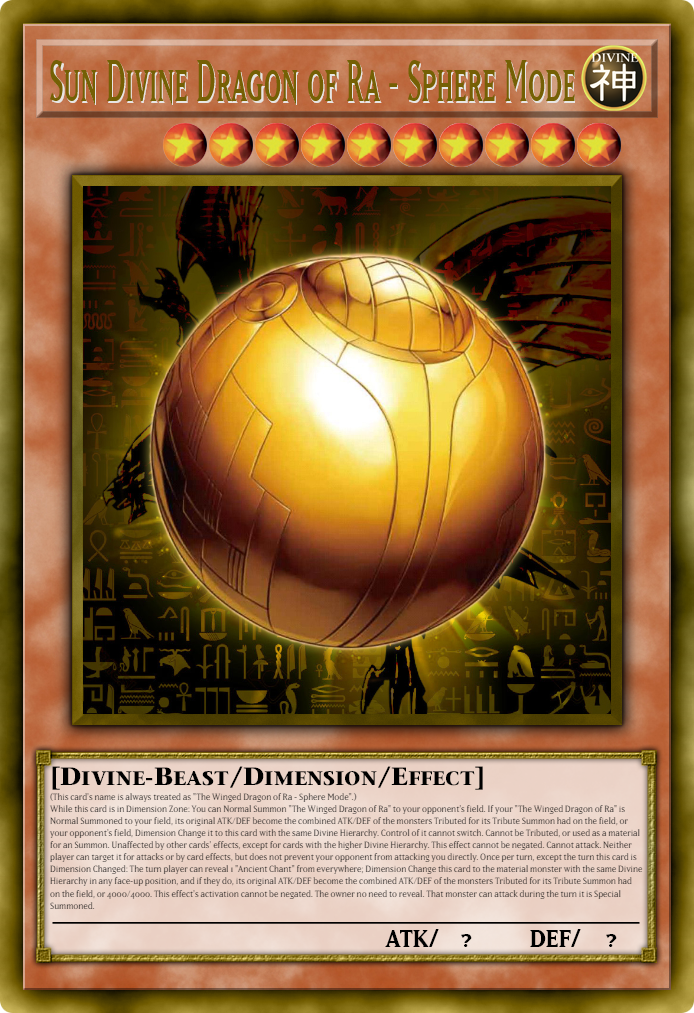 Sun Divine Dragon of Ra - Sphere Mode
DIVINE
神
[Divine-Beast/Dimension/Effect]
(This card's name is always treated as "The Winged Dragon of Ra - Sphere Mode".)
While this card is in Dimension Zone: You can Normal Summon "The Winged Dragon of Ra" to your opponent's field. If your "The Winged Dragon of Ra" is
Normal Summoned to your field, its original ATK/DEF become the combined ATK/DEF of the monsters Tributed for its Tribute Summon had on the field, or
your opponent's field, Dimension Change it to this card with the same Divine Hierarchy. Control of it cannot switch. Cannot be Tributed, or used as a material
for an Summon. Unaffected by other cards' effects, except for cards with the higher Divine Hierarchy. This effect cannot be negated. Cannot attack. Neither
player can target it for attacks or by card effects, but does not prevent your opponent from attacking you directly. Once per turn, except the turn this card is
Dimension Changed: The turn player can reveal 1 "Ancient Chant" from everywhere; Dimension Change this card to the material monster with the same Divine
Hierarchy in any face-up position, and if they do, its original ATK/DEF become the combined ATK/DEF of the monsters Tributed for its Tribute Summon had
on the field, or 4000/4000. This effect's activation cannot be negated. The owner no need to reveal. That monster can attack during the turn it is Special
Summoned.
ATK/ ? DEF/ ?